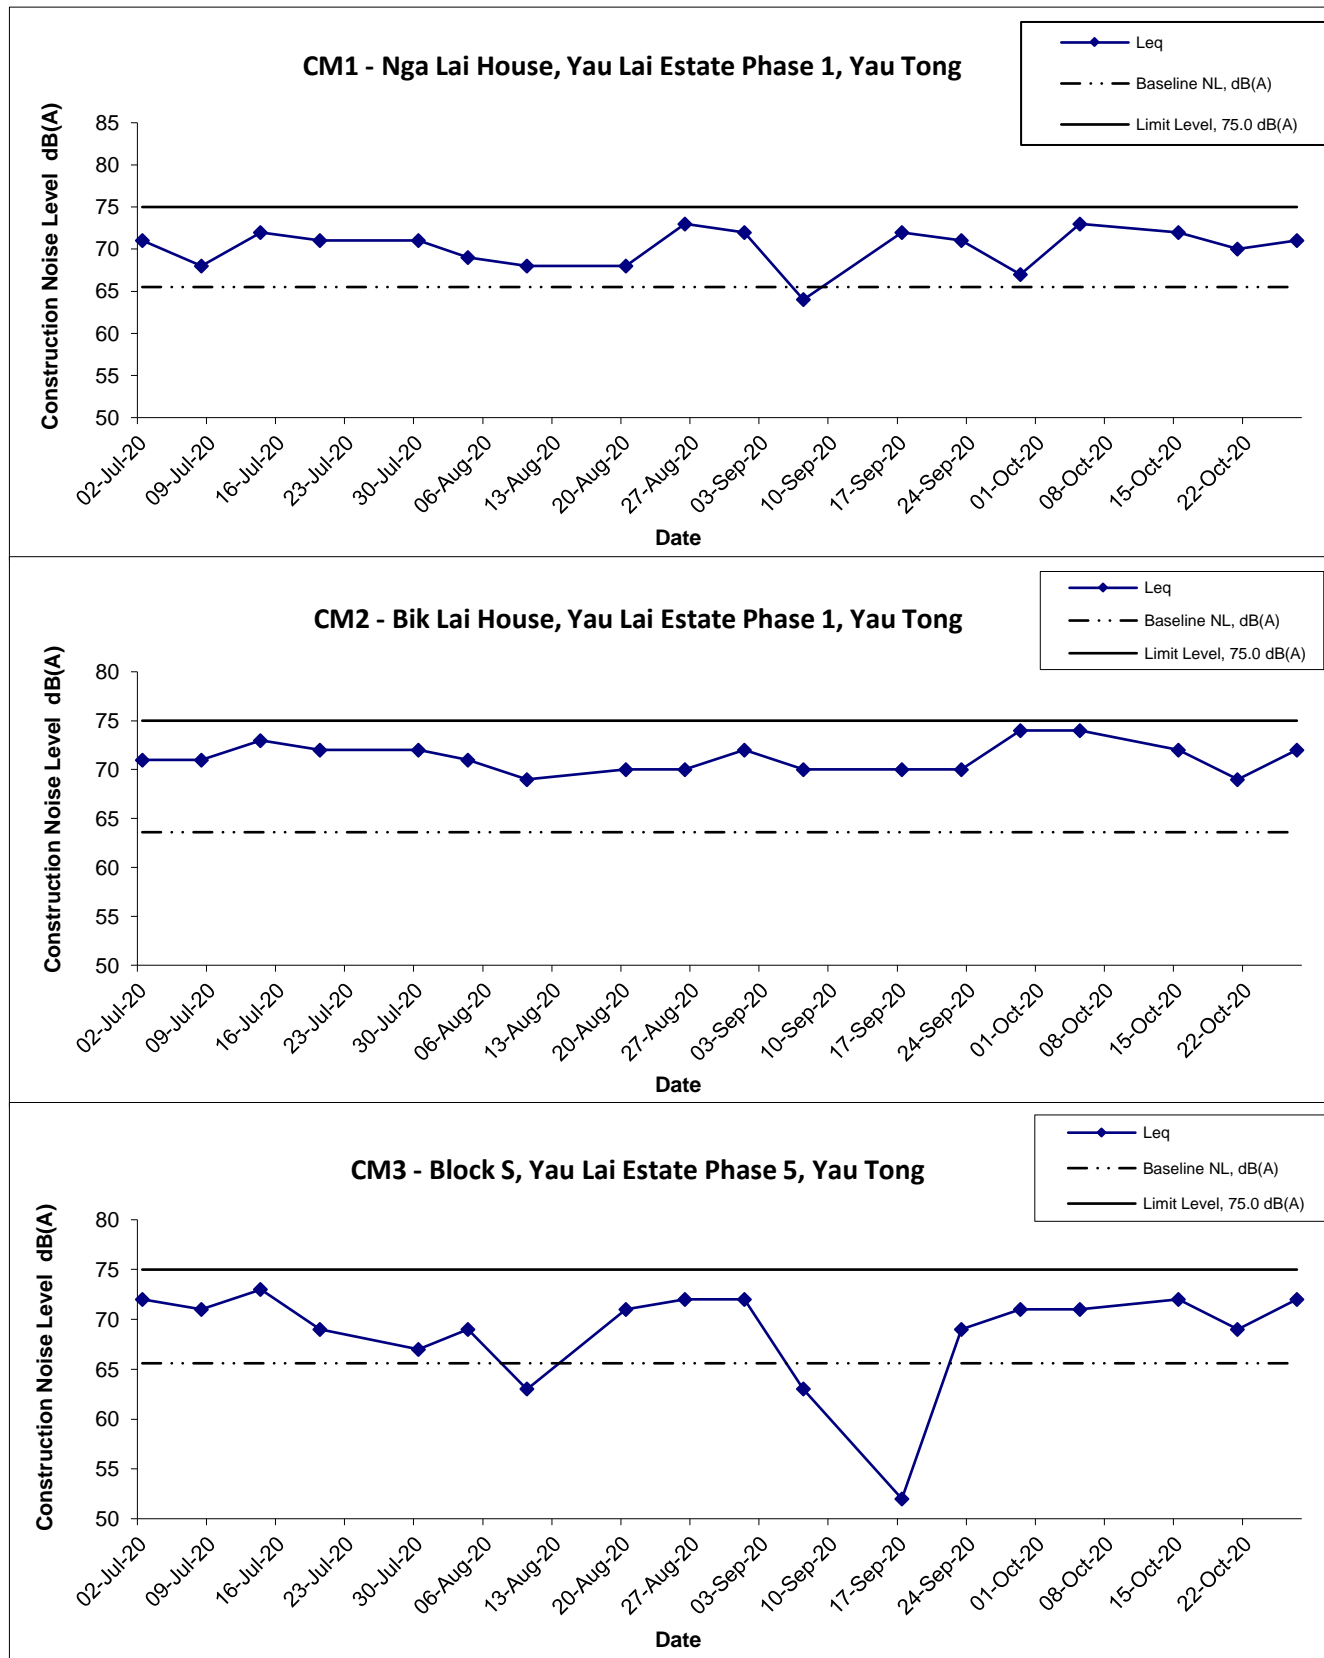 CM1 - Nga Lai House, Yau Lai Estate Phase 1, Yau Tong
Leq
Baseline NL, dB(A)
Limit Level, 75.0 dB(A)
Construction Noise Level dB(A)
85
80
75
70
65
60
55
50
02-Jul-20
09-Jul-20
16-Jul-20
23-Jul-20
30-Jul-20
06-Aug-20
13-Aug-20
20-Aug-20
27-Aug-20
03-Sep-20
10-Sep-20
17-Sep-20
24-Sep-20
01-Oct-20
08-Oct-20
15-Oct-20
22-Oct-20
Date
CM2 - Bik Lai House, Yau Lai Estate Phase 1, Yau Tong
Leq
Baseline NL, dB(A)
Limit Level, 75.0 dB(A)
Construction Noise Level dB(A)
80
75
70
65
60
55
50
02-Jul-20
09-Jul-20
16-Jul-20
23-Jul-20
30-Jul-20
06-Aug-20
13-Aug-20
20-Aug-20
27-Aug-20
03-Sep-20
10-Sep-20
17-Sep-20
24-Sep-20
01-Oct-20
08-Oct-20
15-Oct-20
22-Oct-20
Date
CM3 - Block S, Yau Lai Estate Phase 5, Yau Tong
Leq
Baseline NL, dB(A)
Limit Level, 75.0 dB(A)
Construction Noise Level dB(A)
80
75
70
65
60
55
50
02-Jul-20
09-Jul-20
16-Jul-20
23-Jul-20
30-Jul-20
06-Aug-20
13-Aug-20
20-Aug-20
27-Aug-20
03-Sep-20
10-Sep-20
17-Sep-20
24-Sep-20
01-Oct-20
08-Oct-20
15-Oct-20
22-Oct-20
Date